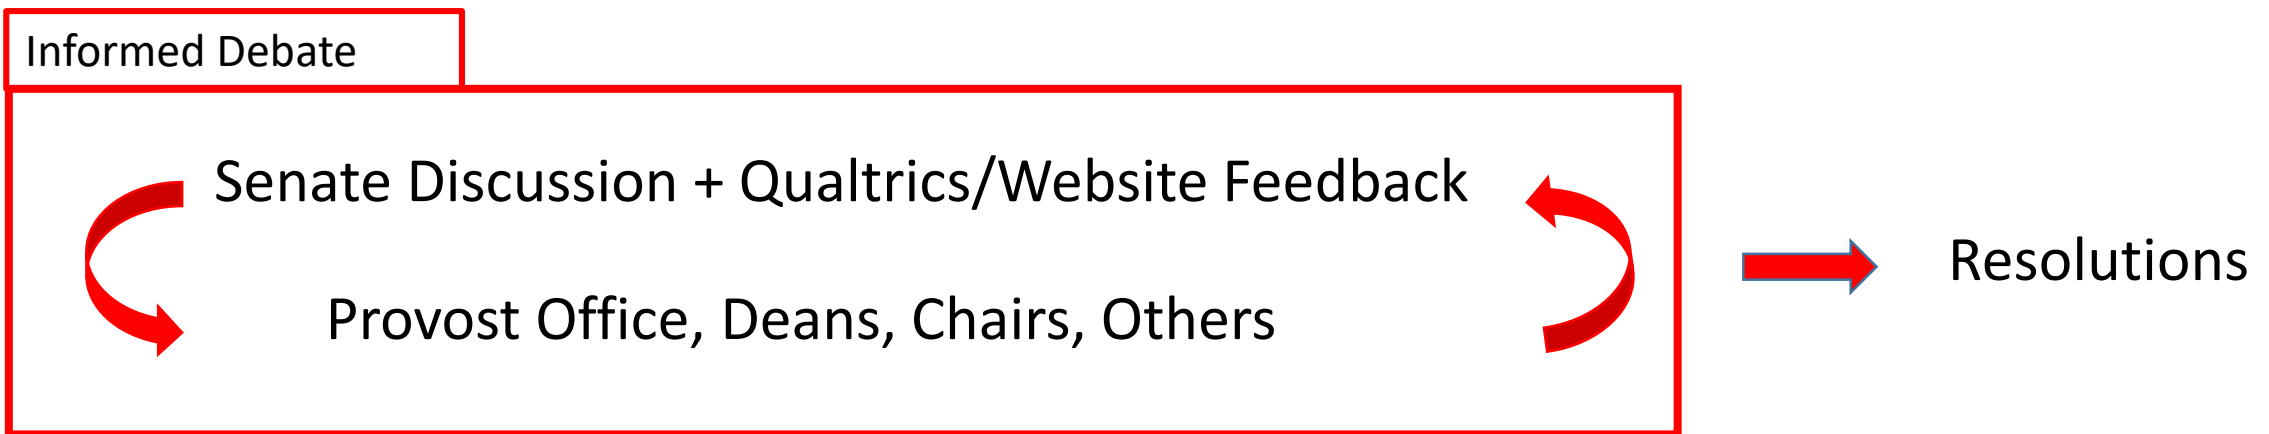 Informed Debate
Senate Discussion + Qualtrics/Website Feedback
Provost Office, Deans, Chairs, Others
Resolutions